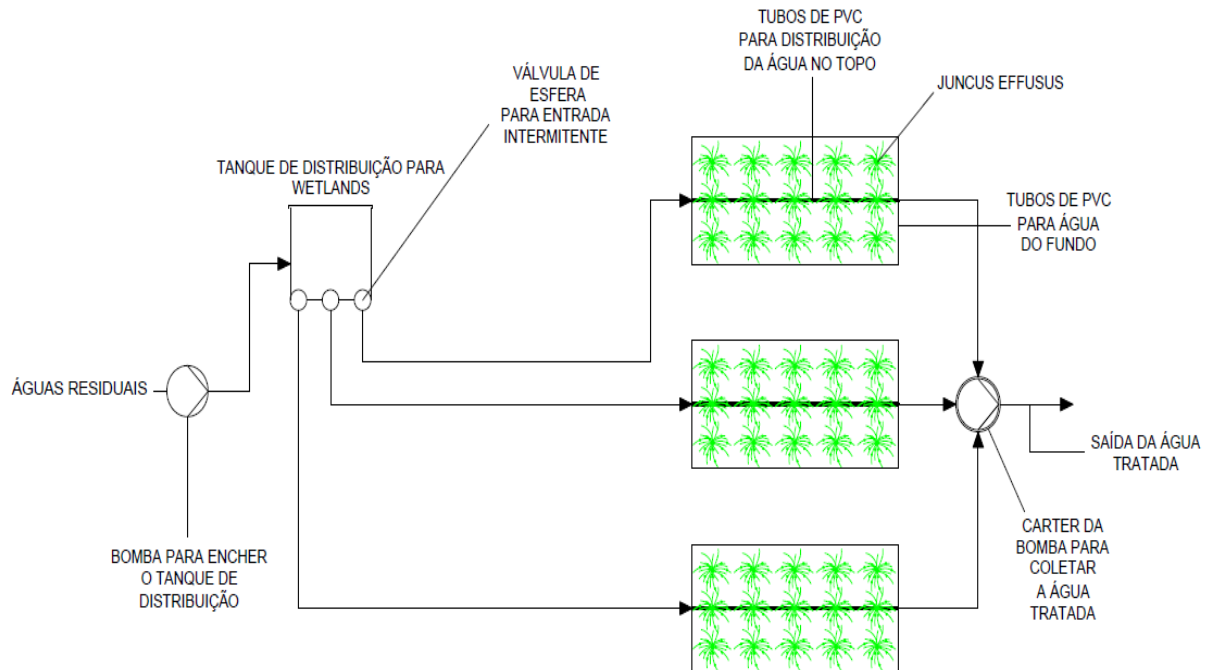 TUBOS DE PVC
PARA DISTRIBUIÇÃO
DA ÁGUA NO TOPO
VÁLVULA DE
ESFERA
PARA ENTRADA
INTERMITENTE
JUNCUS EFFUSUS
TANQUE DE DISTRIBUIÇÃO PARA
WETLANDS
TUBOS DE PVC
PARA ÁGUA
DO FUNDO
ÁGUAS RESIDUAIS
SAÍDA DA ÁGUA
TRATADA
BOMBA PARA ENCHER
O TANQUE DE
DISTRIBUIÇÃO
CARTER DA
BOMBA PARA
COLETAR
A ÁGUA
TRATADA